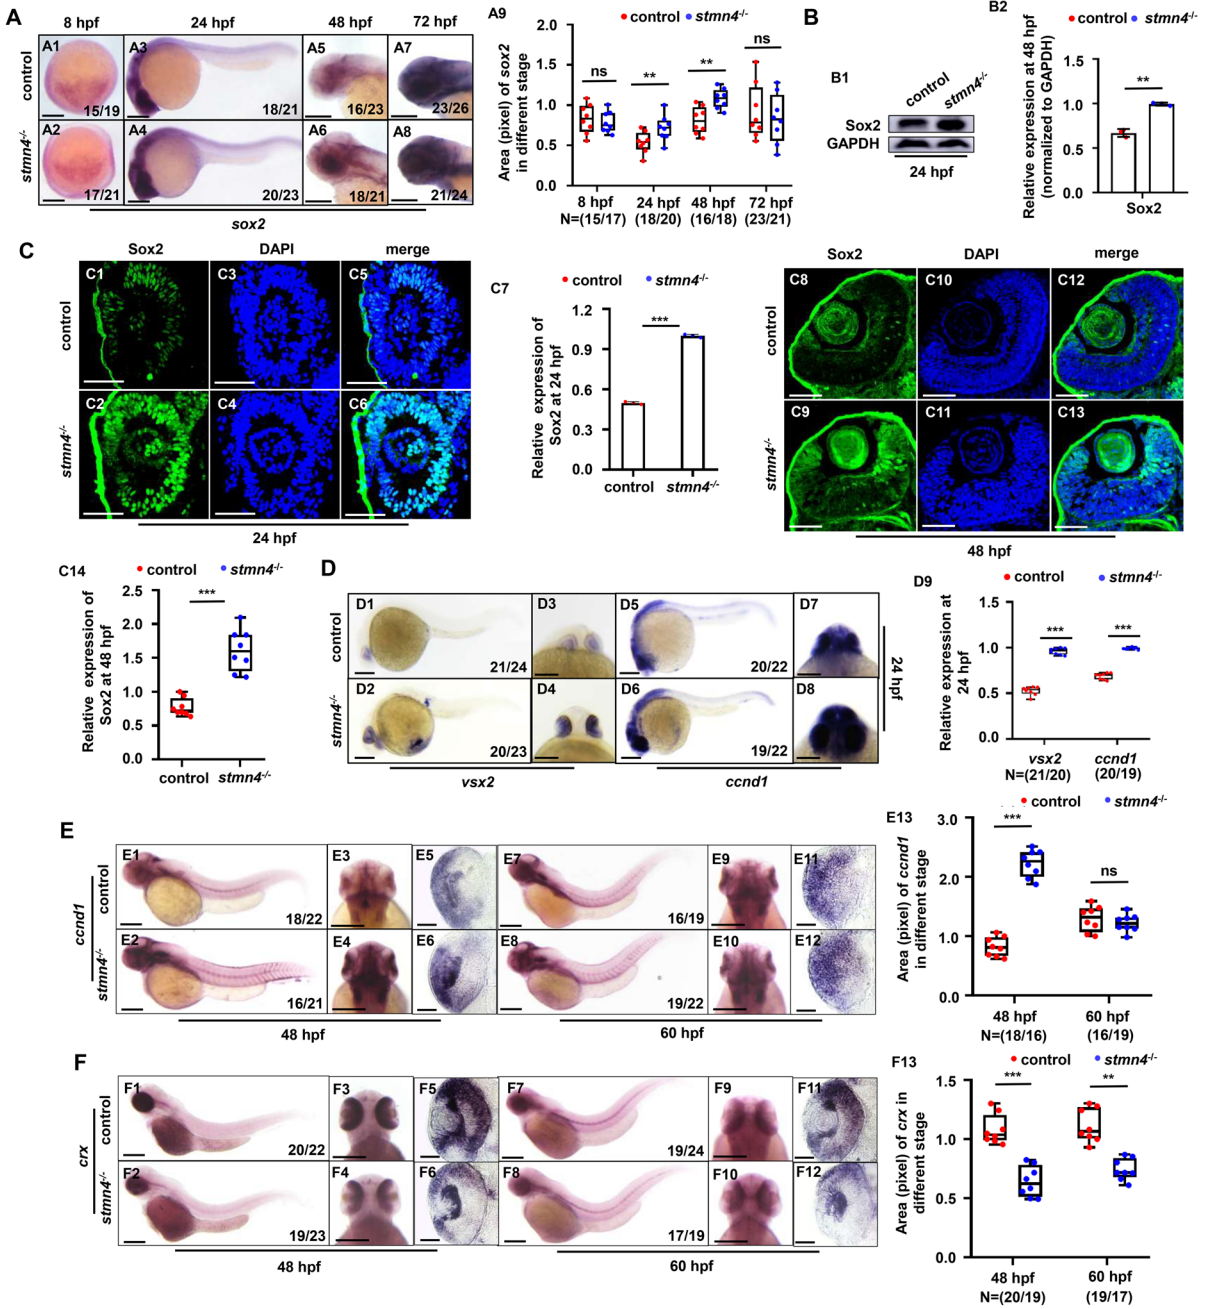 A
8 hpf
24 hpf
48 hpf
72 hpf
control
stmn4-/-
A1
15/19
A3
18/21
A5
16/23
A7
23/26
A2
17/21
A4
20/23
A6
18/21
A8
21/24
sox2
A9
control
stmn4-/-
Area (pixel) of sox2
in different stage
2.0
1.5
1.0
0.5
0.0
ns
**
**
ns
8 hpf
24 hpf
48 hpf
72 hpf
N=(15/17)
(18/20)
(16/18)
(23/21)
B
B1
control
stmn4-/-
Sox2
GAPDH
24 hpf
B2
control
stmn4-/-
Relative expression at 48 hpf
(normalized to GAPDH)
1.5
1.0
0.5
0.0
**
Sox2
C
Sox2
DAPI
merge
control
stmn4-/-
C1
C3
C5
C2
C4
C6
24 hpf
C7
control
stmn4-/-
Relative expression of
Sox2 at 24 hpf
1.2
0.9
0.6
0.3
0.0
***
control
stmn4-/-
Sox2
DAPI
merge
control
stmn4-/-
C8
C10
C12
C9
C11
C13
48 hpf
C14
control
stmn4-/-
Relative expression of
Sox2 at 48 hpf
2.5
2.0
1.5
1.0
0.5
0.0
***
control
stmn4-/-
D
control
stmn4-/-
D1
21/24
D3
D5
20/22
D7
D2
20/23
D4
D6
19/22
D8
24 hpf
vsx2
ccnd1
D9
control
stmn4-/-
Relative expression at
24 hpf
1.5
1.0
0.5
0.0
***
***
vsx2
ccnd1
N=(21/20)
(20/19)
E
ccnd1
control
stmn4-/-
E1
18/22
E3
E5
E7
16/19
E9
E11
E2
16/21
E4
E6
E8
19/22
E10
E12
48 hpf
60 hpf
E13
control
stmn4-/-
Area (pixel) of ccnd1
in different stage
3.0
2.0
1.0
0.0
***
ns
48 hpf
60 hpf
N=(18/16)
(16/19)
F
crx
control
stmn4-/-
F1
20/22
F3
F5
F7
19/24
F9
F11
F2
19/23
F4
F6
F8
17/19
F10
F12
48 hpf
60 hpf
F13
control
stmn4-/-
Area (pixel) of crx in
different stage
1.5
1.0
0.5
0.0
***
**
48 hpf
60 hpf
N=(20/19)
(19/17)